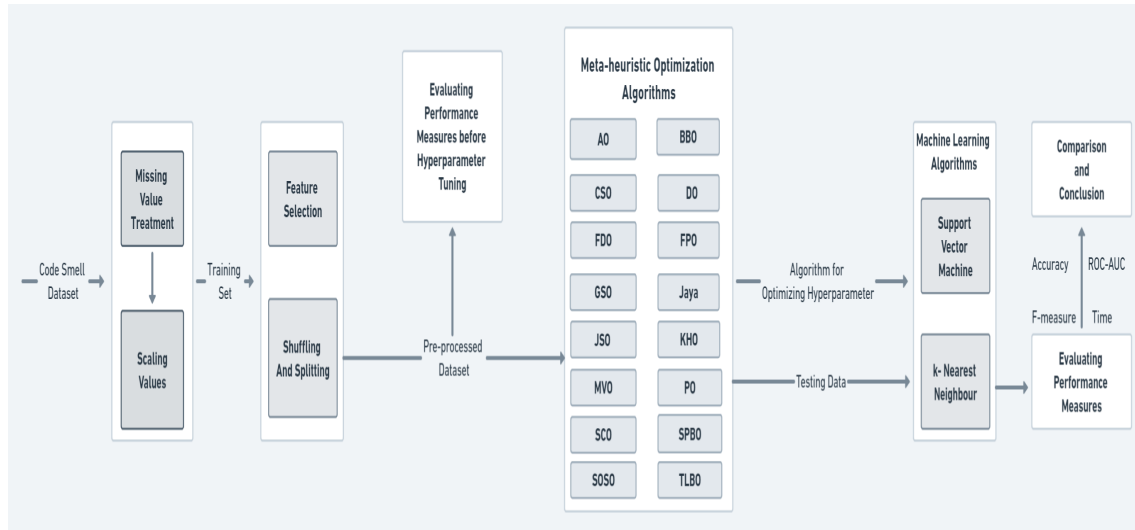 Code Smell
Dataset
Missing
Value
Treatment
Scaling
Values
Training
Set
Feature
Selection
Shuffling
And Splitting
Evaluating
Performance
Measures before
Hyperparameter
Tuning
Pre-processed
Dataset
Meta-heuristic Optimization
Algorithms
AO
BBO
CSO
DO
FDO
FPO
GSO
Jaya
JSO
KHO
MVO
PO
SCO
SPBO
SOSO
TLBO
Algorithm for
Optimizing Hyperparameter
Testing Data
Machine Learning
Algorithms
Support
Vector
Machine
k- Nearest
Neighbour
Comparison
and
Conclusion
Accuracy
ROC-AUC
F-measure
Time
Evaluating
Performance
Measures